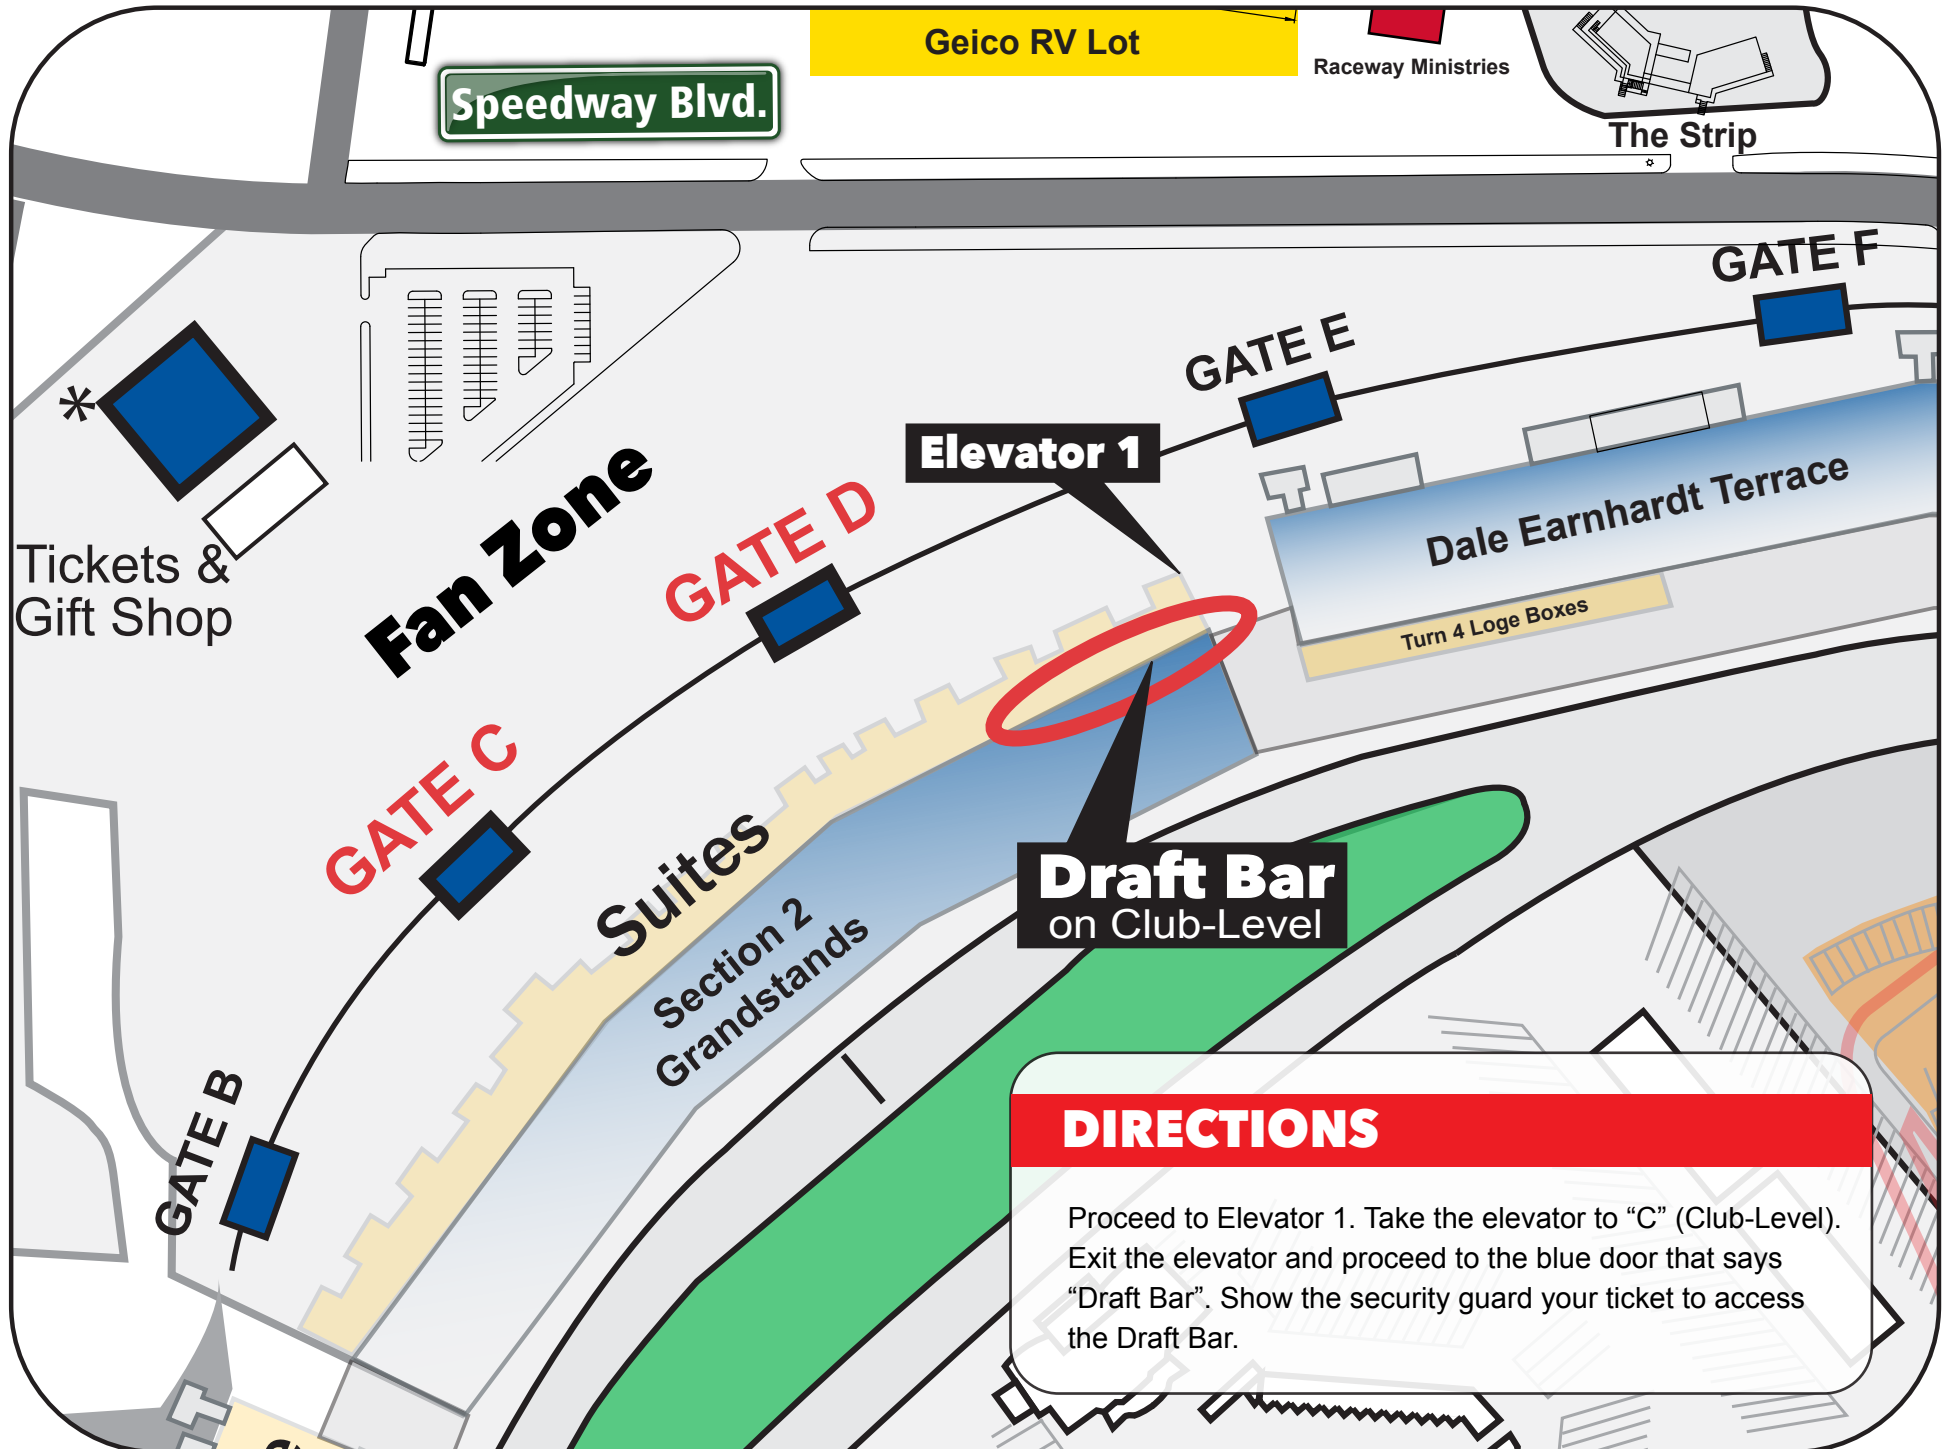 Geico RV Lot
Raceway Ministries
Speedway Blvd.
The Strip
GATE F
GATE E
*
Elevator 1
Dale Earnhardt Terrace
Fan Zone
GATE D
Tickets &
Gift Shop
Turn 4 Loge Boxes
GATE C
Suites
Draft Bar
on Club-Level
Section 2
Grandstands
GATE B
DIRECTIONS
Proceed to Elevator 1. Take the elevator to “C” (Club-Level).
Exit the elevator and proceed to the blue door that says
“Draft Bar”. Show the security guard your ticket to access
the Draft Bar.